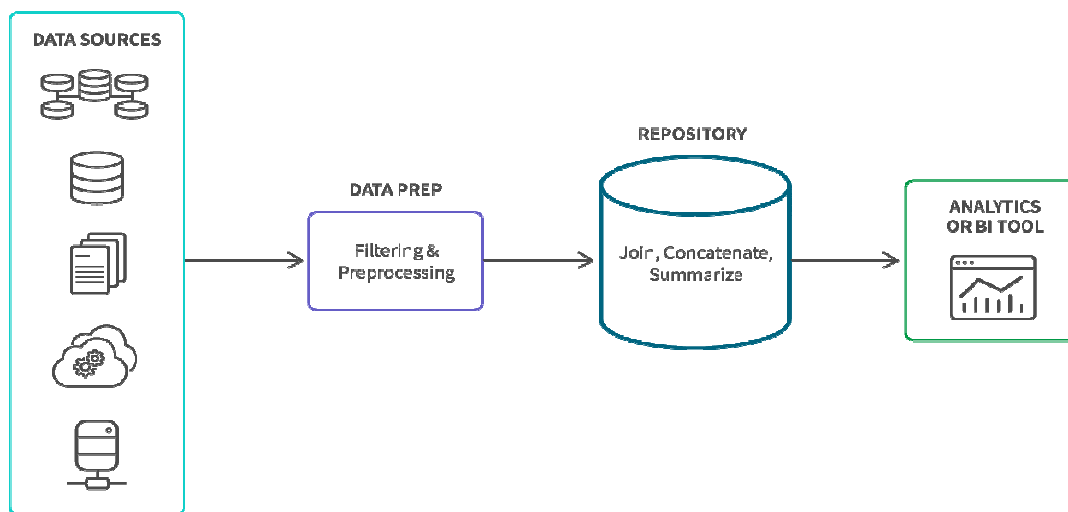 DATA SOURCES
DATA PREP
Filtering &
Preprocessing
REPOSITORY
Join, Concatenate,
Summarize
ANALYTICS
OR BI TOOL